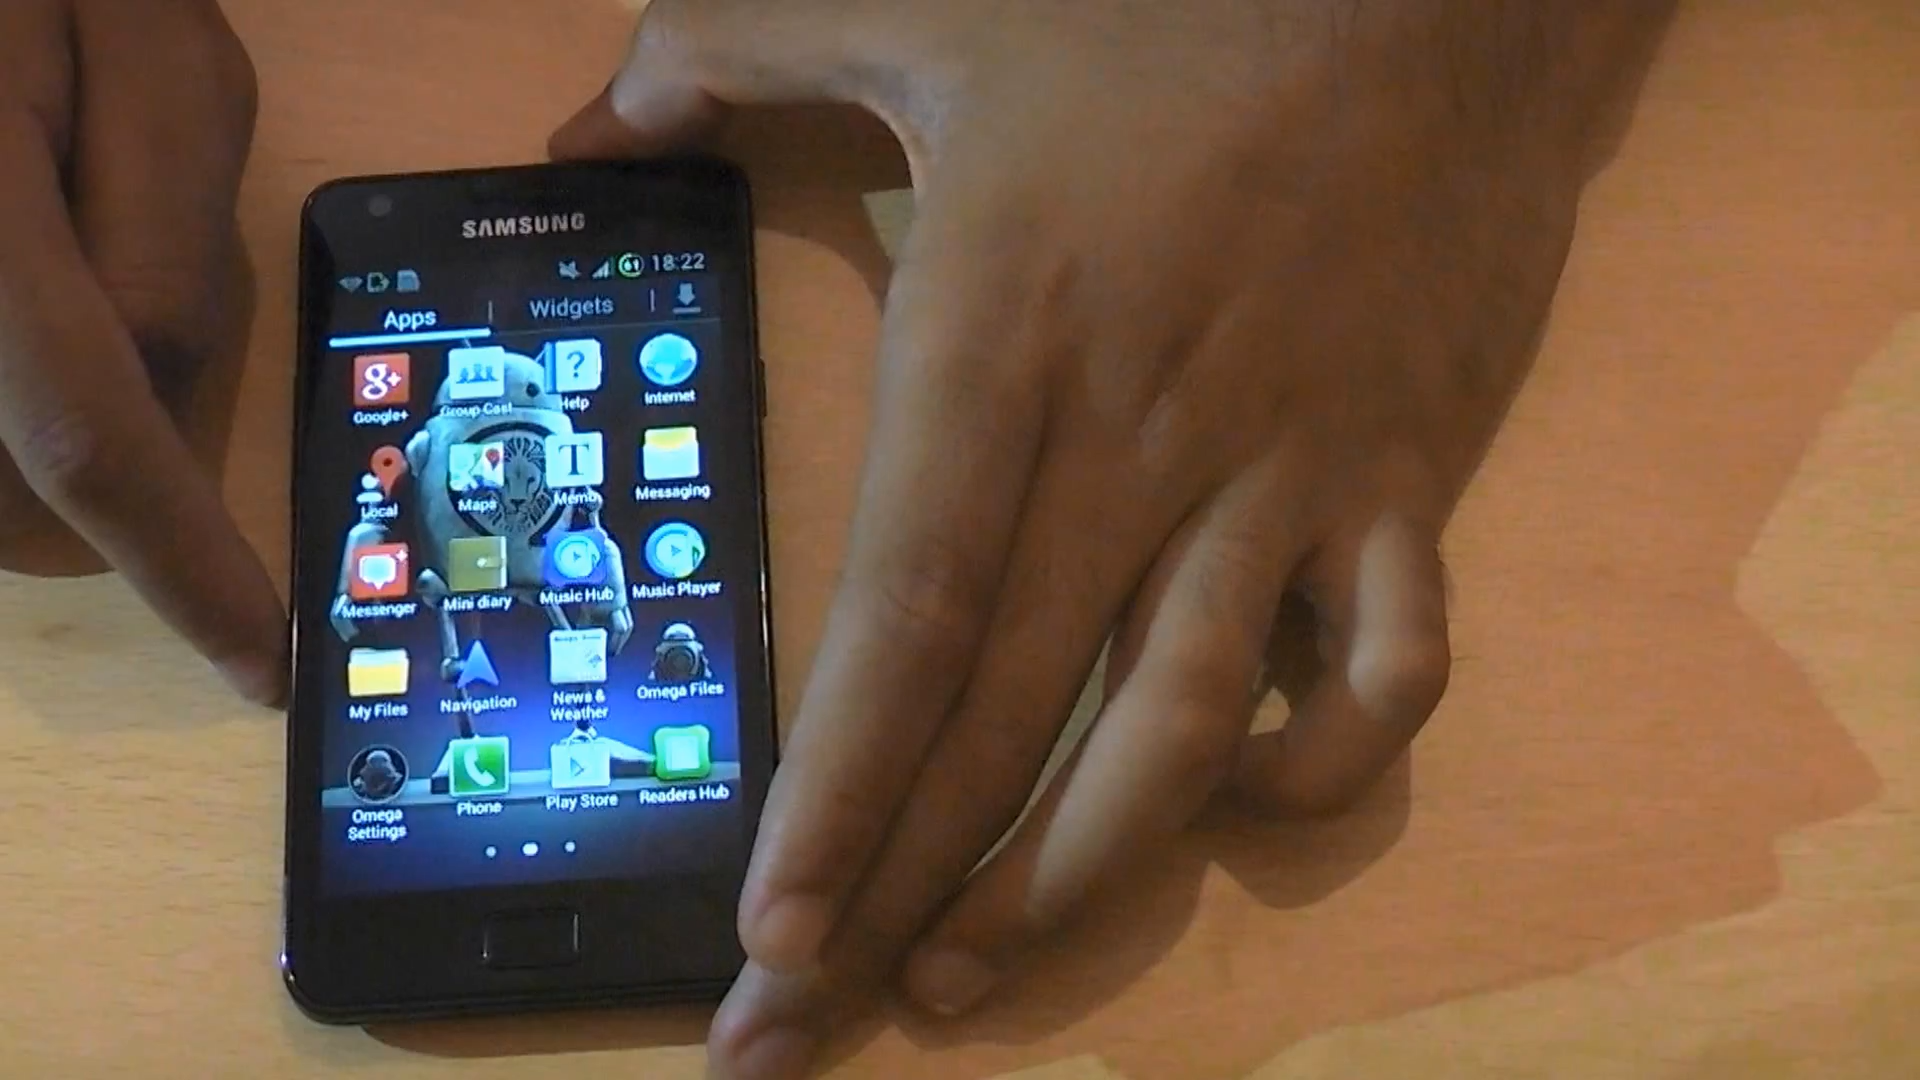 SAMSUNG
61 18:22
Apps Widgets
Google+ Group Cast Help Internet
Local Maps Memo Messaging
Messenger Mini diary Music Hub Music Player
My Files Navigation News & Weather Omega Files
Omega Settings Phone Play Store Readers Hub